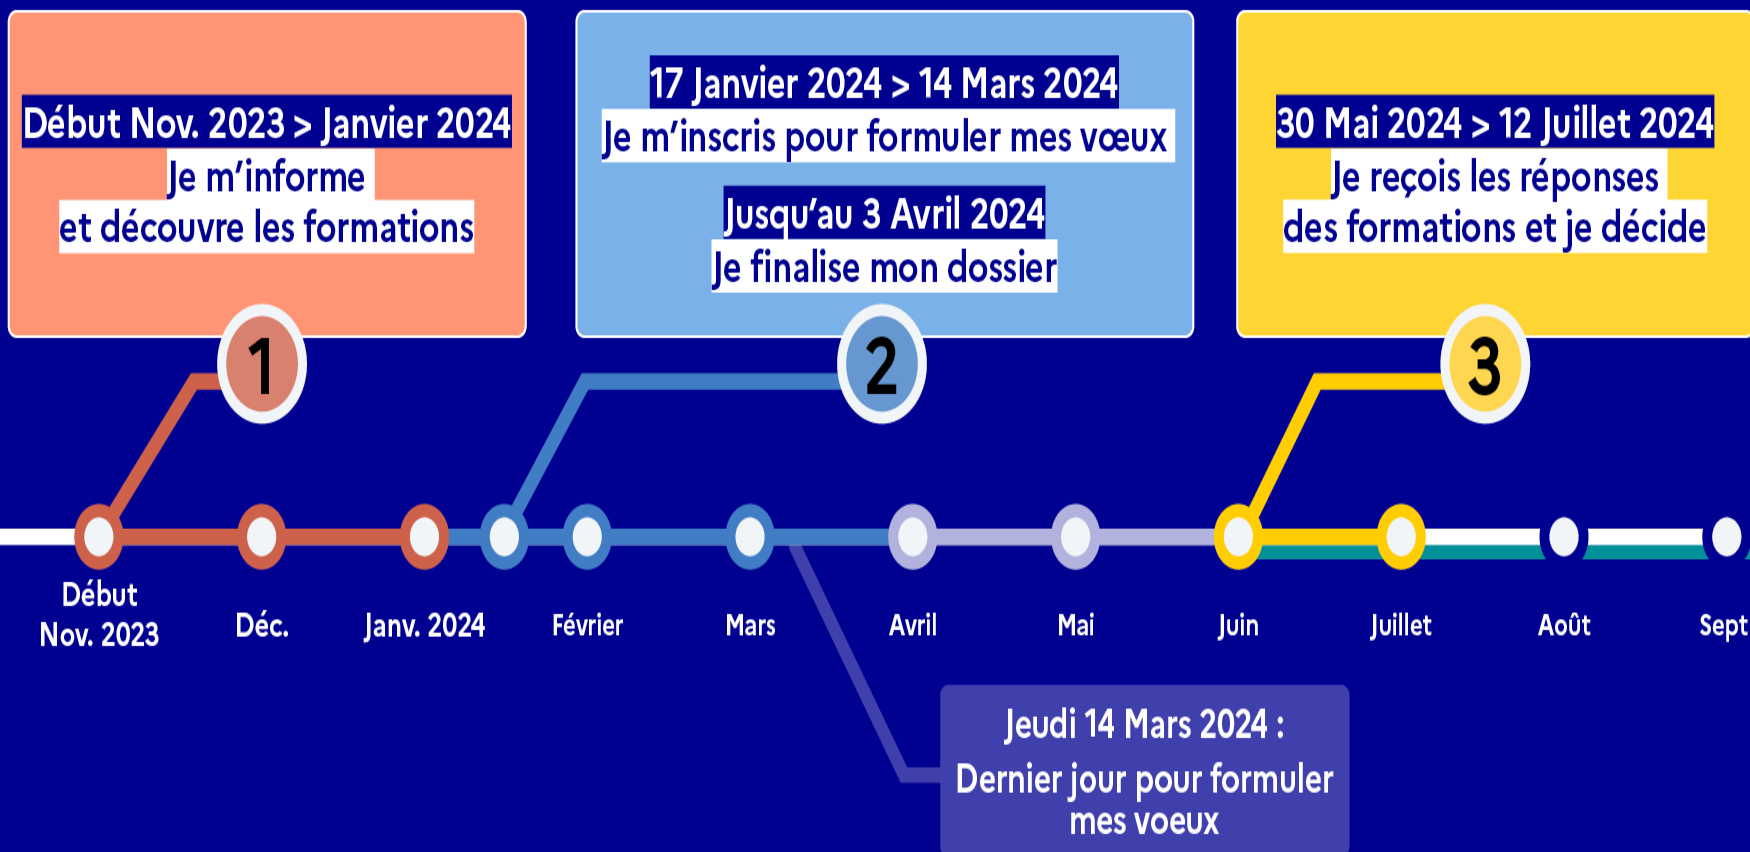 Début Nov. 2023 > Janvier 2024
Je m'informe
et découvre les formations
1
17 Janvier 2024 > 14 Mars 2024
Je m'inscris pour formuler mes vœux
Jusqu'au 3 Avril 2024
Je finalise mon dossier
2
30 Mai 2024 > 12 Juillet 2024
Je reçois les réponses
des formations et je décide
3
Début
Nov. 2023
Déc.
Janv. 2024
Février
Mars
Avril
Mai
Juin
Juillet
Août
Sept
Jeudi 14 Mars 2024 :
Dernier jour pour formuler
mes voeux